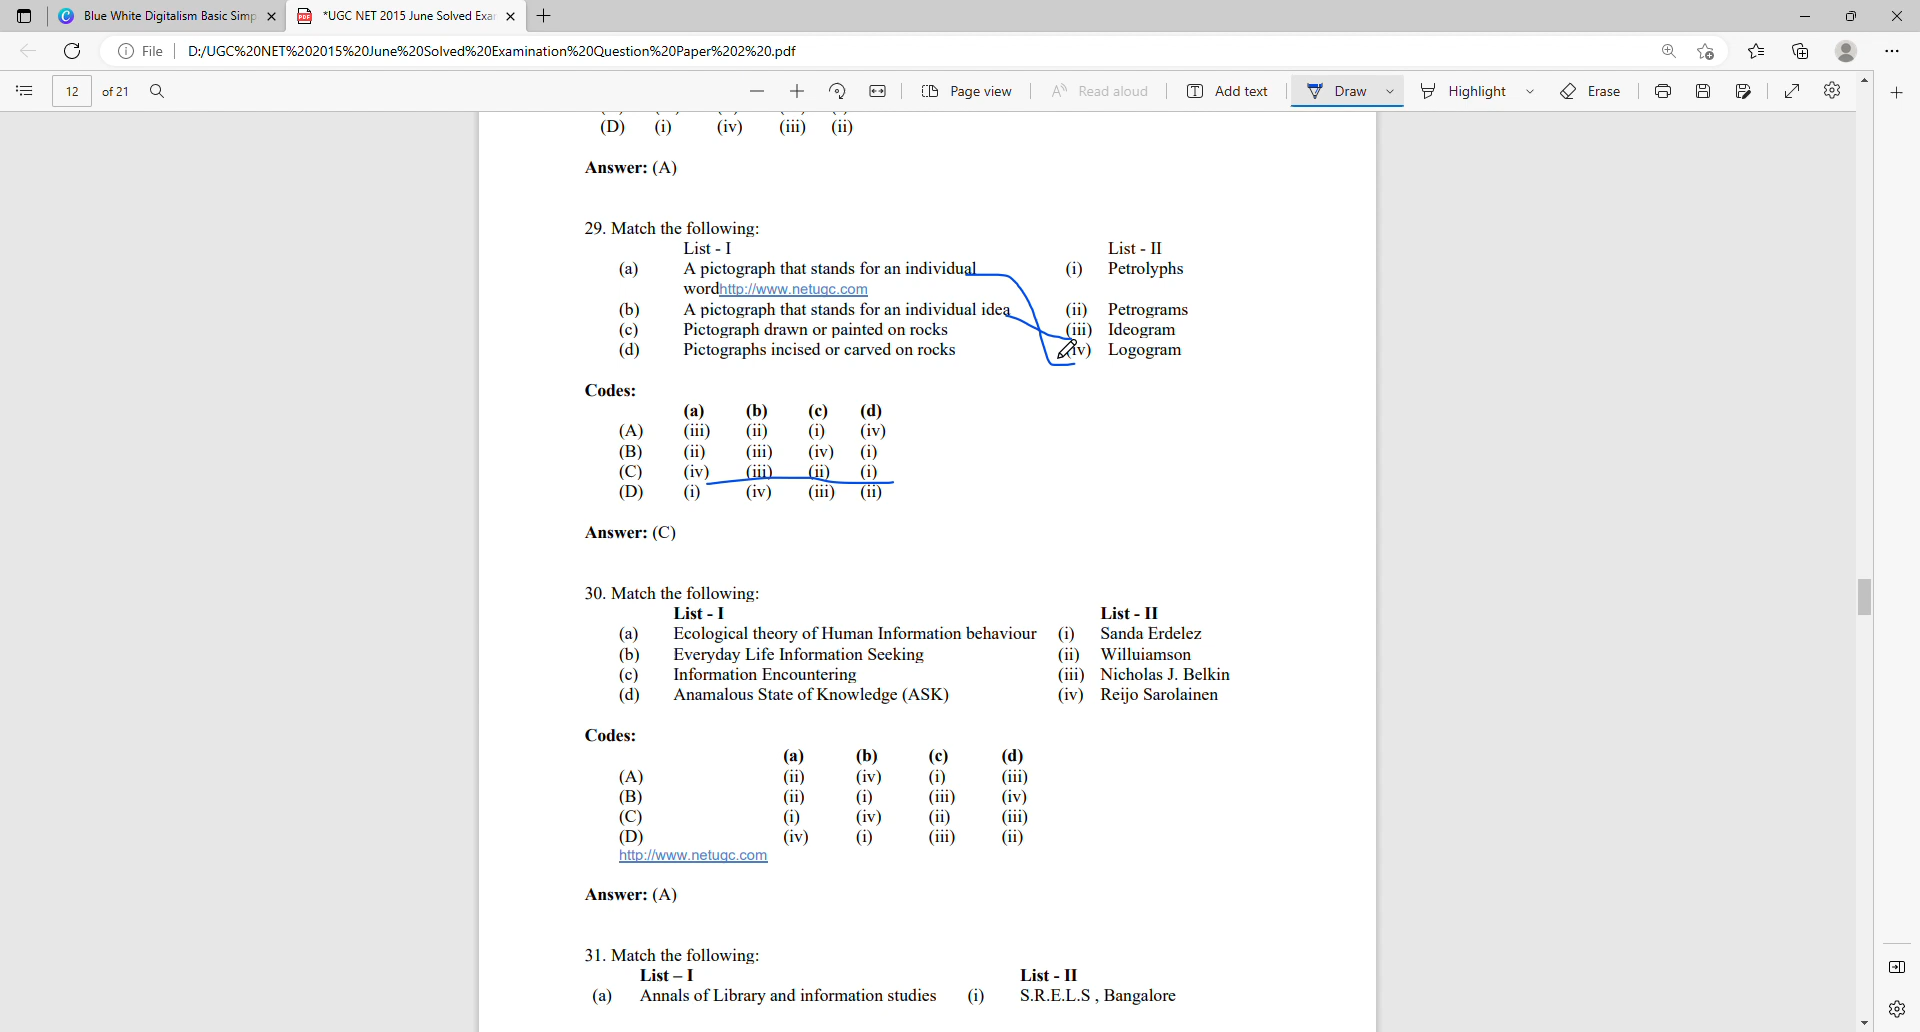 Blue White Digitalism Basic Simp
*UGC NET 2015 June Solved Exar
File
D:/UGC%20NET%202015%20June%20Solved%20Examination%20Question%20Paper%202%20.pdf
12 of 21
Page view
Read aloud
Add text
Draw
Highlight
Erase
(D) (i) (iv) (iii) (ii)
Answer: (A)
29. Match the following:
List - I List - II
(a) A pictograph that stands for an individual (i) Petrolyphs
wordhttp://www.netugc.com
(b) A pictograph that stands for an individual idea (ii) Petrograms
(c) Pictograph drawn or painted on rocks (iii) Ideogram
(d) Pictographs incised or carved on rocks (iv) Logogram
Codes:
(a) (b) (c) (d)
(A) (iii) (ii) (i) (iv)
(B) (ii) (iii) (iv) (i)
(C) (iv) (iii) (ii) (i)
(D) (i) (iv) (iii) (ii)
Answer: (C)
30. Match the following:
List - I List - II
(a) Ecological theory of Human Information behaviour (i) Sanda Erdelez
(b) Everyday Life Information Seeking (ii) Willuiamson
(c) Information Encountering (iii) Nicholas J. Belkin
(d) Anamalous State of Knowledge (ASK) (iv) Reijo Sarolainen
Codes:
(a) (b) (c) (d)
(A) (ii) (iv) (i) (iii)
(B) (ii) (i) (iii) (iv)
(C) (i) (iv) (ii) (iii)
(D) (iv) (i) (iii) (ii)
http://www.netugc.com
Answer: (A)
31. Match the following:
List – I List - II
(a) Annals of Library and information studies (i) S.R.E.L.S , Bangalore